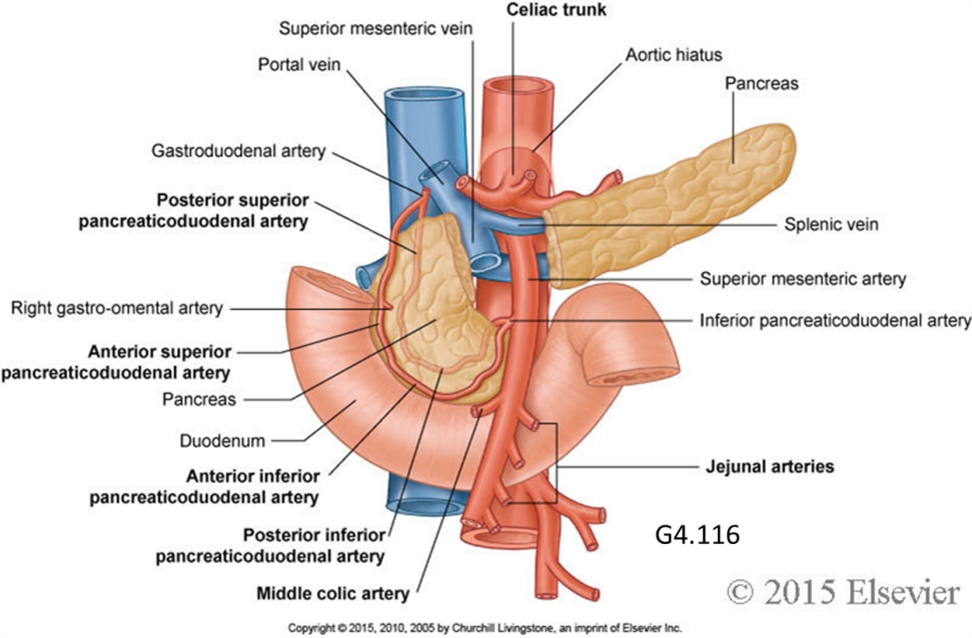 Celiac trunk
Superior mesenteric vein
Aortic hiatus
Portal vein
Pancreas
Gastroduodenal artery
Posterior superior
pancreaticoduodenal artery
Splenic vein
Superior mesenteric artery
Right gastro-omental artery
Inferior pancreaticoduodenal artery
Anterior superior
pancreaticoduodenal artery
Pancreas
Duodenum
Jejunal arteries
Anterior inferior
pancreaticoduodenal artery
Posterior inferior
pancreaticoduodenal artery
G4.116
Middle colic artery
© 2015 Elsevier
Copyright © 2015, 2010, 2005 by Churchill Livingstone, an imprint of Elsevier Inc.